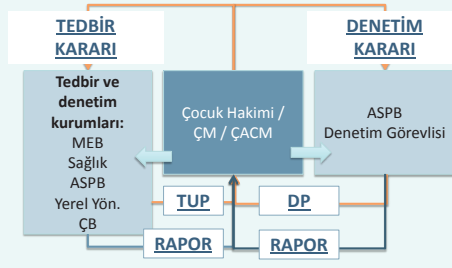 TEDBİR
KARARI
DENETİM
KARARI
Tedbir ve
denetim
kurumları:
MEB
Sağlık
ASPB
Yerel Yön.
ÇB
Çocuk Hakimi /
ÇM / ÇACM
ASPB
Denetim Görevlisi
TUP
DP
RAPOR
RAPOR